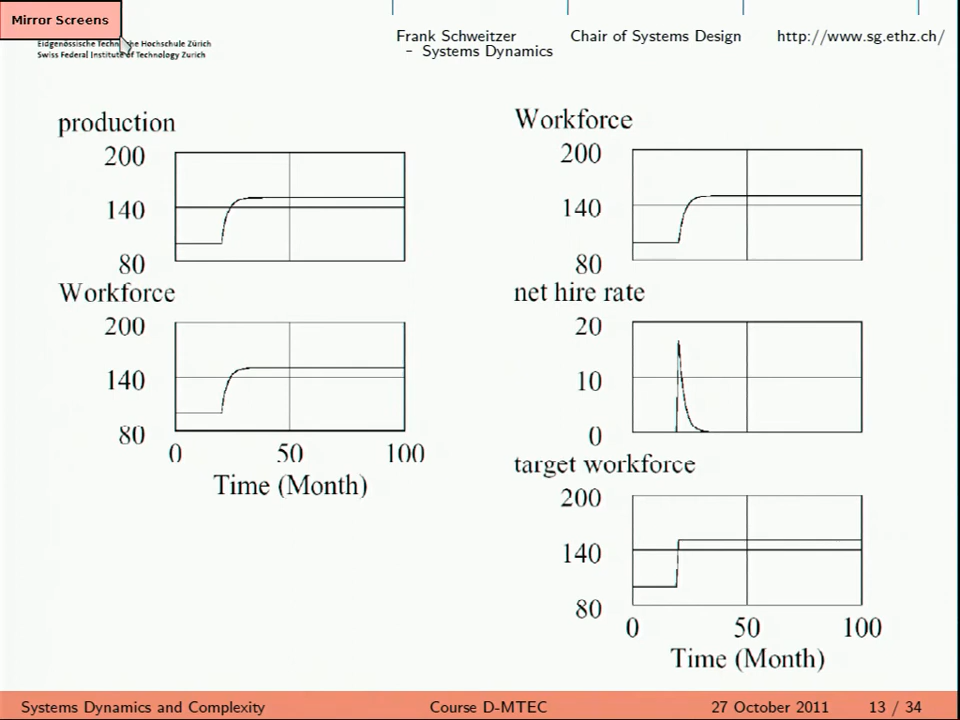 Mirror Screens
Eidgenössische Technische Hochschule Zürich
Swiss Federal Institute of Technology Zurich
Frank Schweitzer
– Systems Dynamics
Chair of Systems Design
http://www.sg.ethz.ch/
production
200
140
80
Workforce
200
140
80
0 50 100
Time (Month)
Workforce
200
140
80
net hire rate
20
10
0
target workforce
200
140
80
0 50 100
Time (Month)
Systems Dynamics and Complexity Course D-MTEC 27 October 2011 13 / 34